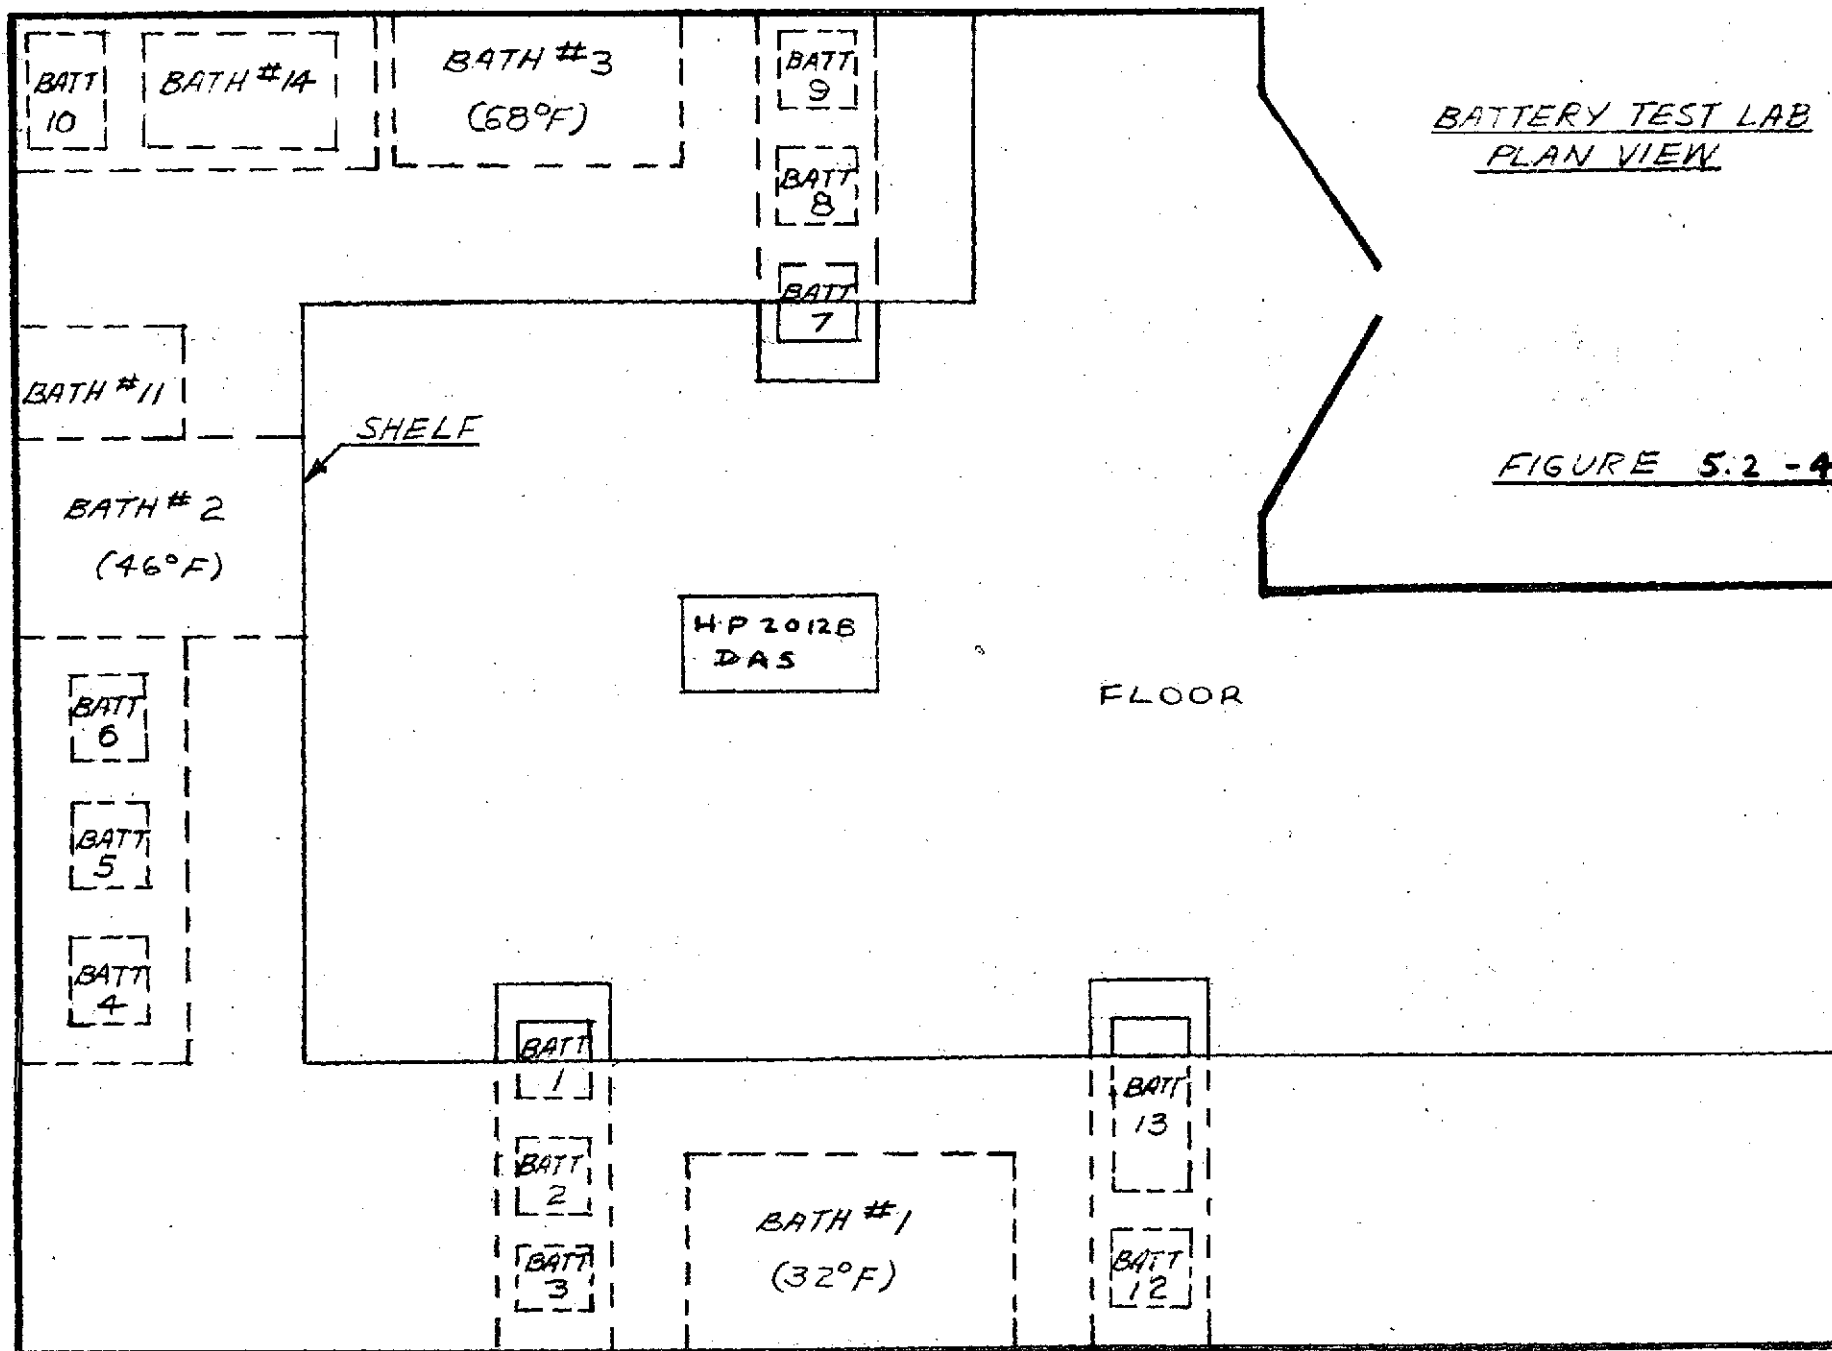 BATT
10
BATH #14
BATH #3
(68°F)
BATT
9
BATT
8
BATT
7
BATTERY TEST LAB
PLAN VIEW
BATH #11
SHELF
BATH #2
(46°F)
FIGURE 5.2-4
HP 2012B
DAS
FLOOR
BATT
6
BATT
5
BATT
4
BATT
1
BATT
2
BATT
3
BATH #1
(32°F)
BATT
13
BATT
12